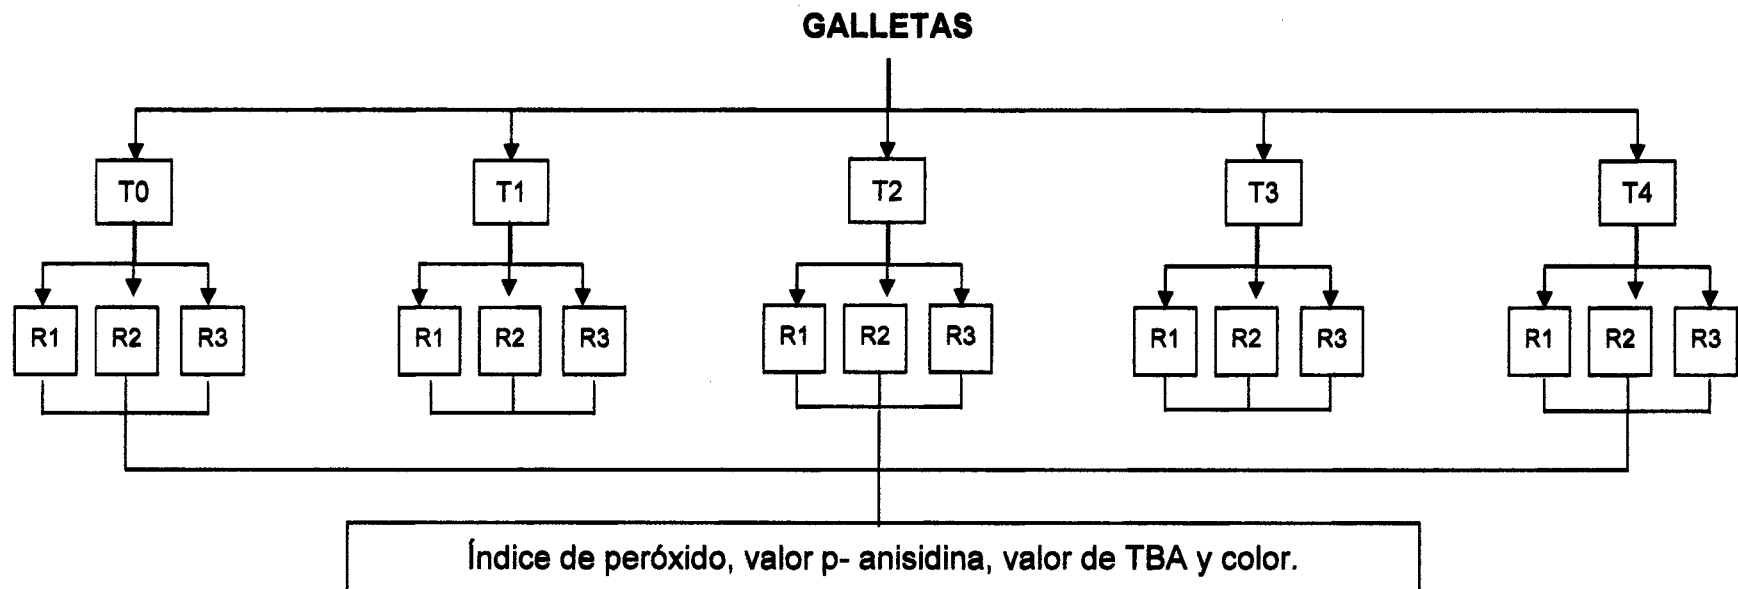 GALLETAS
T0 T1 T2 T3 T4
R1 R2 R3 R1 R2 R3 R1 R2 R3 R1 R2 R3 R1 R2 R3
Índice de peróxido, valor p- anisidina, valor de TBA y color.